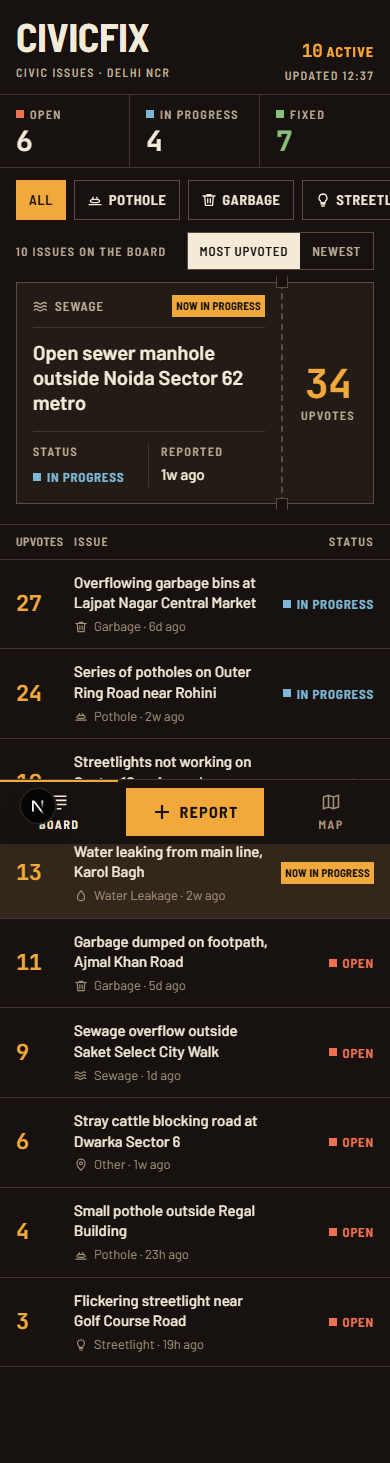 CIVICFIX
CIVIC ISSUES · DELHI NCR
10 ACTIVE
UPDATED 12:37
OPEN
6
IN PROGRESS
4
FIXED
7
ALL
POTHOLE
GARBAGE
STREETL
10 ISSUES ON THE BOARD
MOST UPVOTED
NEWEST
SEWAGE
NOW IN PROGRESS
Open sewer manhole
outside Noida Sector 62
metro
STATUS
IN PROGRESS
REPORTED
1w ago
34
UPVOTES
UPVOTES ISSUE STATUS
27
Overflowing garbage bins at
Lajpat Nagar Central Market
Garbage · 6d ago
IN PROGRESS
24
Series of potholes on Outer
Ring Road near Rohini
Pothole · 2w ago
IN PROGRESS
Streetlights not working on
N
BOARD
+ REPORT
MAP
13
Water leaking from main line,
Karol Bagh
Water Leakage · 2w ago
NOW IN PROGRESS
11
Garbage dumped on footpath,
Ajmal Khan Road
Garbage · 5d ago
OPEN
9
Sewage overflow outside
Saket Select City Walk
Sewage · 1d ago
OPEN
6
Stray cattle blocking road at
Dwarka Sector 6
Other · 1w ago
OPEN
4
Small pothole outside Regal
Building
Pothole · 23h ago
OPEN
3
Flickering streetlight near
Golf Course Road
Streetlight · 19h ago
OPEN